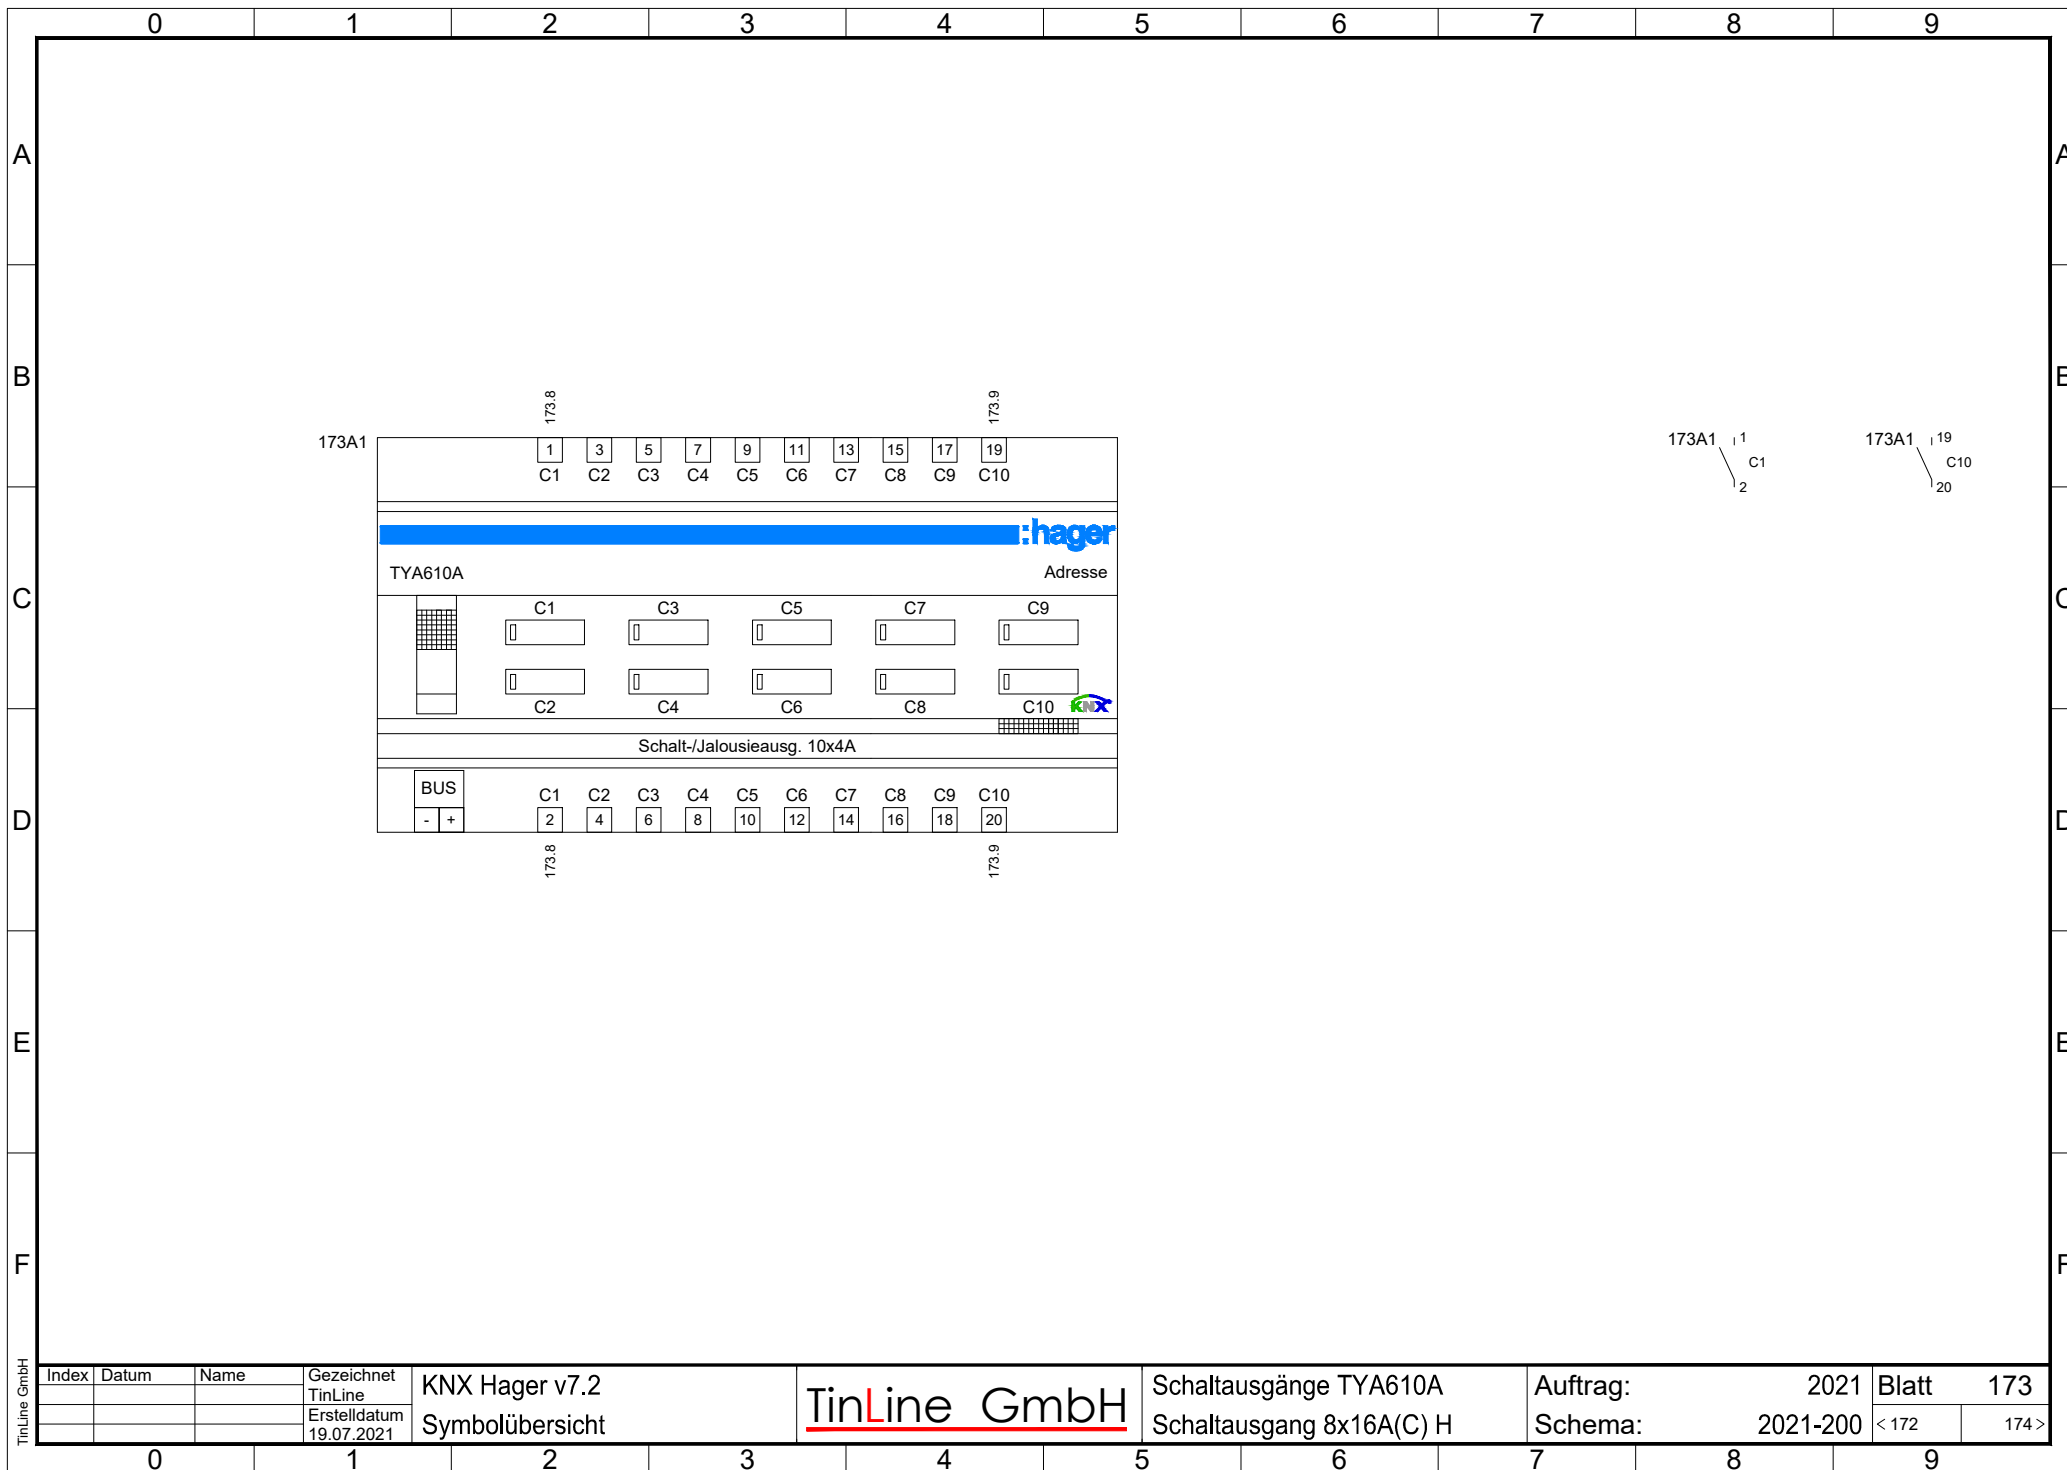 0 1 2 3 4 5 6 7 8 9
A A
B B
173.8 173.9
173A1 1 3 5 7 9 11 13 15 17 19
C1 C2 C3 C4 C5 C6 C7 C8 C9 C10
173A1 1 C1 2
173A1 19 C10 20
:hager
TYA610A Adresse
C C
C1 C3 C5 C7 C9
C2 C4 C6 C8 C10 KNX
Schalt-/Jalousieausg. 10x4A
BUS
- +
C1 C2 C3 C4 C5 C6 C7 C8 C9 C10
2 4 6 8 10 12 14 16 18 20
D D
173.8 173.9
E E
F F
TinLine GmbH
Index Datum Name
Gezeichnet
TinLine
Erstelldatum
19.07.2021
KNX Hager v7.2
Symbolübersicht
TinLine GmbH
Schaltausgänge TYA610A
Schaltausgang 8x16A(C) H
Auftrag: 2021
Schema: 2021-200
Blatt 173
< 172 174 >
0 1 2 3 4 5 6 7 8 9